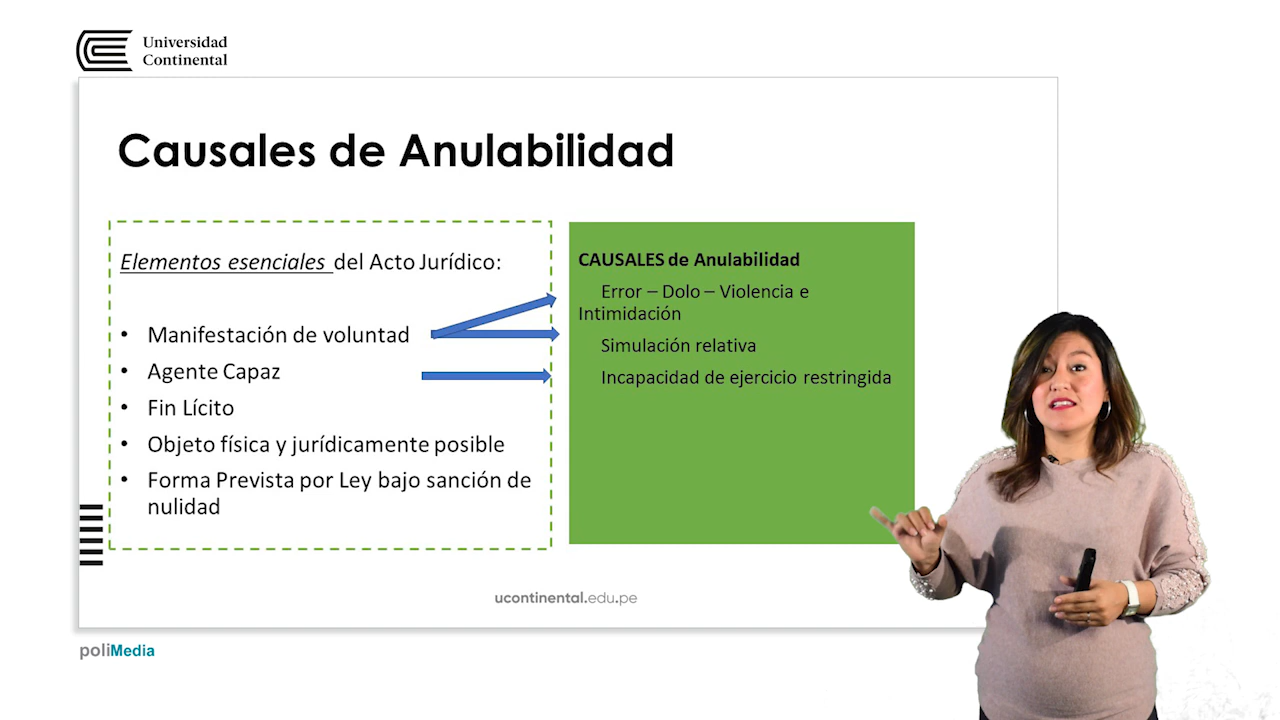 Universidad
Continental
Causales de Anulabilidad
Elementos esenciales del Acto Jurídico:
• Manifestación de voluntad
• Agente Capaz
• Fin Lícito
• Objeto física y jurídicamente posible
• Forma Prevista por Ley bajo sanción de
nulidad
CAUSALES de Anulabilidad
Error – Dolo – Violencia e
Intimidación
Simulación relativa
Incapacidad de ejercicio restringida
ucontinental.edu.pe
poliMedia